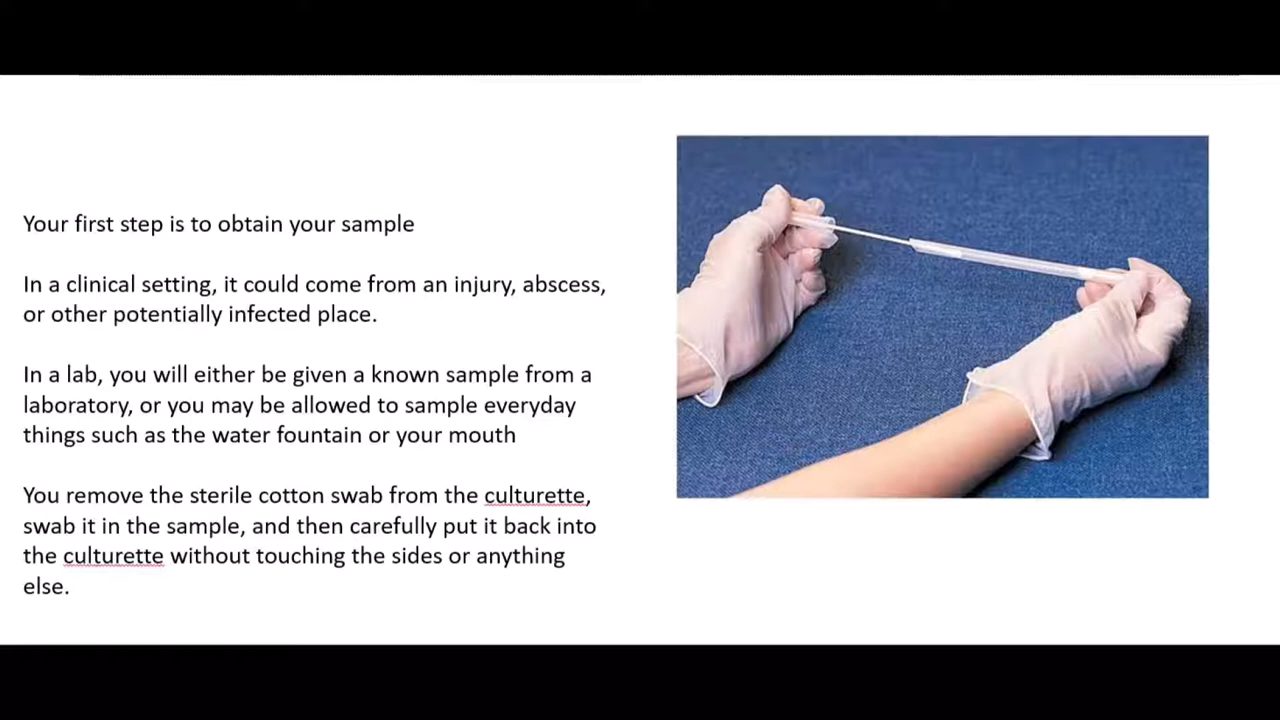 Your first step is to obtain your sample
In a clinical setting, it could come from an injury, abscess,
or other potentially infected place.
In a lab, you will either be given a known sample from a
laboratory, or you may be allowed to sample everyday
things such as the water fountain or your mouth
You remove the sterile cotton swab from the culturette,
swab it in the sample, and then carefully put it back into
the culturette without touching the sides or anything
else.